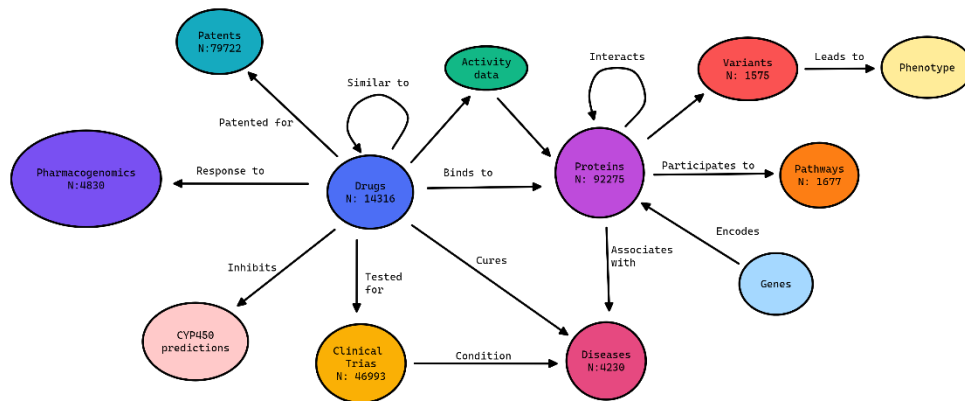 Patents
N:79722
Activity
data
Interacts
Variants
N: 1575
Leads to
Phenotype
Similar to
Patented for
Pharmacogenomics
N:4830
Response to
Drugs
N: 14316
Binds to
Proteins
N: 92275
Participates to
Pathways
N: 1677
Encodes
Genes
Inhibits
Tested
for
Cures
Associates
with
CYP450
predictions
Clinical
Trias
N: 46993
Condition
Diseases
N:4230